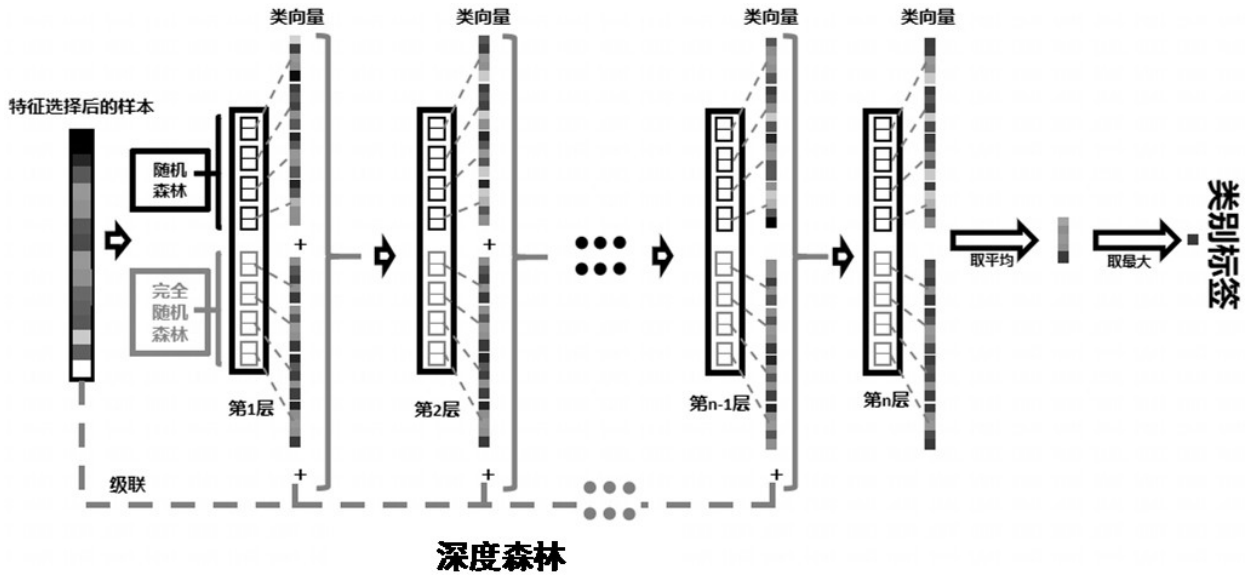 类向量
类向量
类向量
类向量
特征选择后的样本
随机
森林
完全
随机
森林
+
+
取平均
取最大
类别标签
第1层
第2层
第n-1层
第n层
+
+
+
级联
深度森林